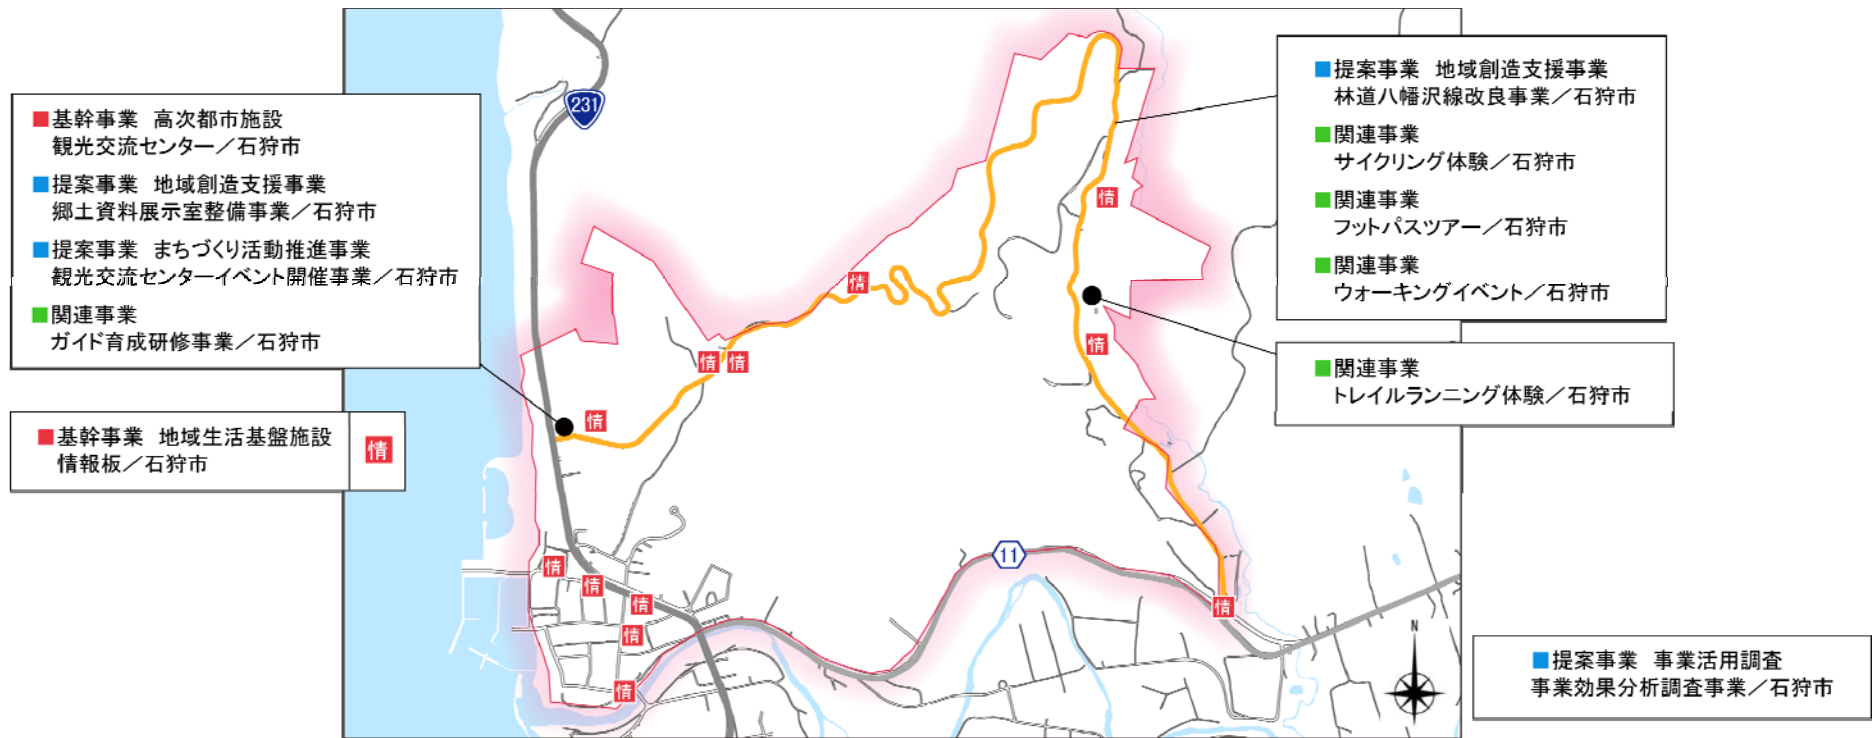 ■基幹事業 高次都市施設
観光交流センター／石狩市
■提案事業 地域創造支援事業
郷土資料展示室整備事業／石狩市
■提案事業 まちづくり活動推進事業
観光交流センターイベント開催事業／石狩市
■関連事業
ガイド育成研修事業／石狩市
■基幹事業 地域生活基盤施設
情報板／石狩市
情
231
情
情
情
情
情
情
情
情
情
情
情
情
情
11
N
■提案事業 地域創造支援事業
林道八幡沢線改良事業／石狩市
■関連事業
サイクリング体験／石狩市
■関連事業
フットパスツアー／石狩市
■関連事業
ウォーキングイベント／石狩市
■関連事業
トレイルランニング体験／石狩市
■提案事業 事業活用調査
事業効果分析調査事業／石狩市